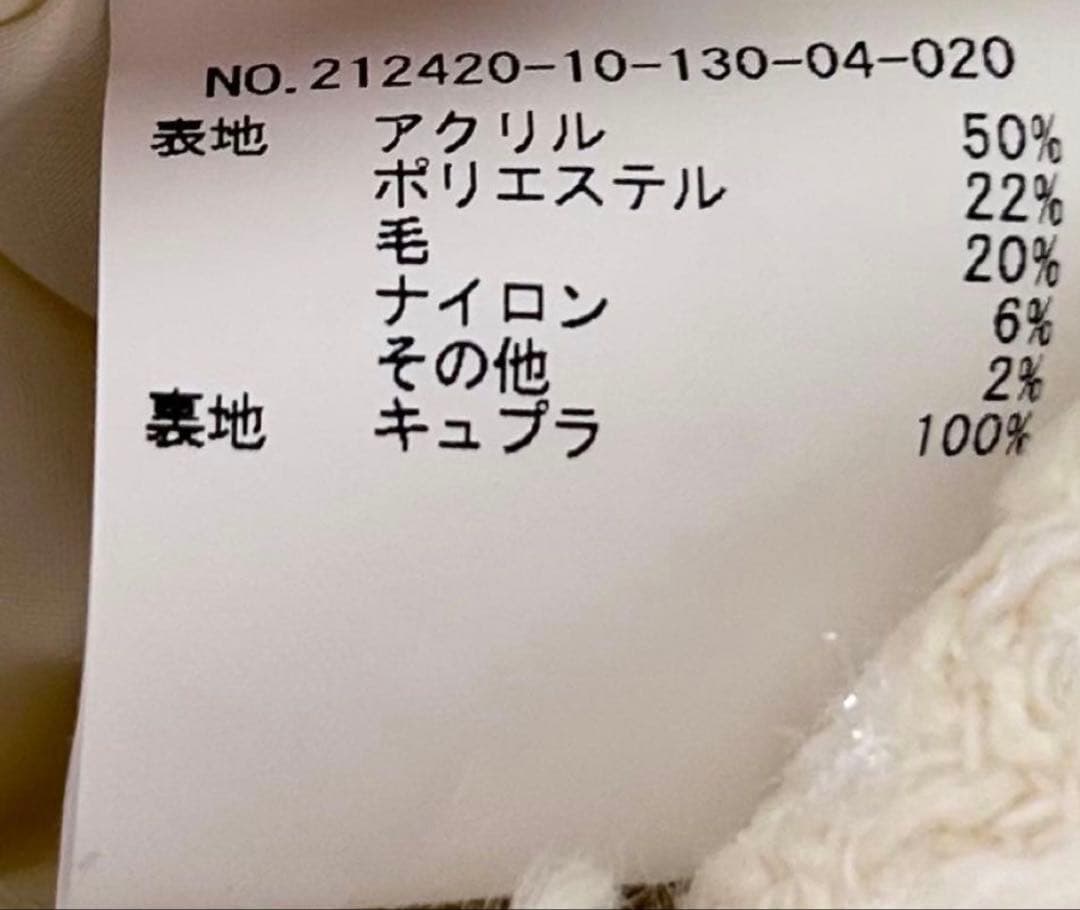 NO.212420-10-130-04-020
表地 アクリル 50%
ポリエステル 22%
毛 20%
ナイロン 6%
その他 2%
裏地 キュプラ 100%